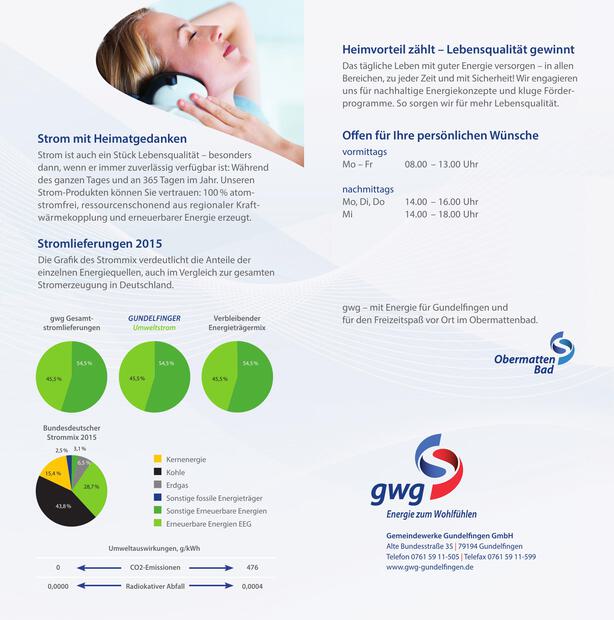 Strom mit Heimatgedanken
Strom ist auch ein Stück Lebensqualität – besonders
dann, wenn er immer zuverlässig verfügbar ist: Während
des ganzen Tages und an 365 Tagen im Jahr. Unseren
Strom-Produkten können Sie vertrauen: 100 % atom-
stromfrei, ressourcenschonend aus regionaler Kraft-
wärmekopplung und erneuerbarer Energie erzeugt.
Stromlieferungen 2015
Die Grafik des Strommix verdeutlicht die Anteile der
einzelnen Energiequellen, auch im Vergleich zur gesamten
Stromerzeugung in Deutschland.
gwg Gesamt-
stromlieferungen
54,5 %
45,5 %
GUNDELFINGER
Umweltstrom
54,5 %
45,5 %
Verbleibender
Energieträgermix
54,5 %
45,5 %
Bundesdeutscher
Strommix 2015
2,5 % 3,1 %
6,5 %
15,4 %
28,7 %
43,8 %
Kernenergie
Kohle
Erdgas
Sonstige fossile Energieträger
Sonstige Erneuerbare Energien
Erneuerbare Energien EEG
Umweltauswirkungen, g/kWh
0 CO2-Emissionen 476
0,0000 Radiokativer Abfall 0,0004
Heimvorteil zählt – Lebensqualität gewinnt
Das tägliche Leben mit guter Energie versorgen – in allen
Bereichen, zu jeder Zeit und mit Sicherheit! Wir engagieren
uns für nachhaltige Energiekonzepte und kluge Förder-
programme. So sorgen wir für mehr Lebensqualität.
Offen für Ihre persönlichen Wünsche
vormittags
Mo – Fr 08.00 – 13.00 Uhr
nachmittags
Mo, Di, Do 14.00 – 16.00 Uhr
Mi 14.00 – 18.00 Uhr
gwg – mit Energie für Gundelfingen und
für den Freizeitspaß vor Ort im Obermattenbad.
Obermatten
Bad
gwg
Energie zum Wohlfühlen
Gemeindewerke Gundelfingen GmbH
Alte Bundesstraße 35 | 79194 Gundelfingen
Telefon 0761 59 11-505 | Telefax 0761 59 11-599
www.gwg-gundelfingen.de